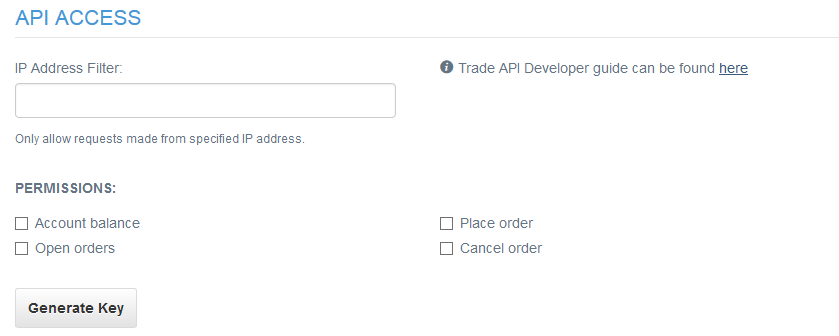 API ACCESS
IP Address Filter:
Trade API Developer guide can be found here
Only allow requests made from specified IP address.
PERMISSIONS:
Account balance
Place order
Open orders
Cancel order
Generate Key